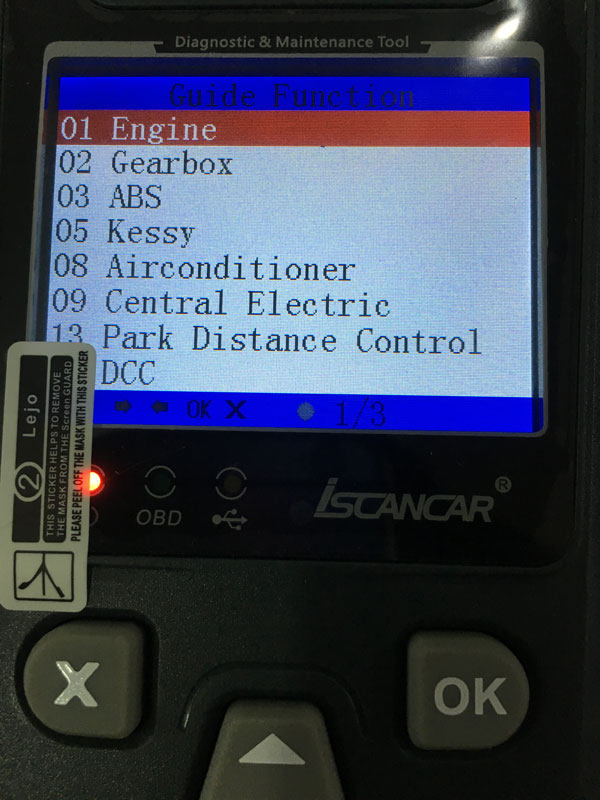 Diagnostic & Maintenance Tool
Guide Function
01 Engine
02 Gearbox
03 ABS
05 Kessy
08 Airconditioner
09 Central Electric
13 Park Distance Control
DCC
OK X 1/3
② Lejo
THIS STICKER HELPS TO REMOVE
THE MASK FROM THE Screen GUARD
PLEASE PEEL OFF THE MASK WITH THIS STICKER
OBD
iSCANCAR®
X
OK